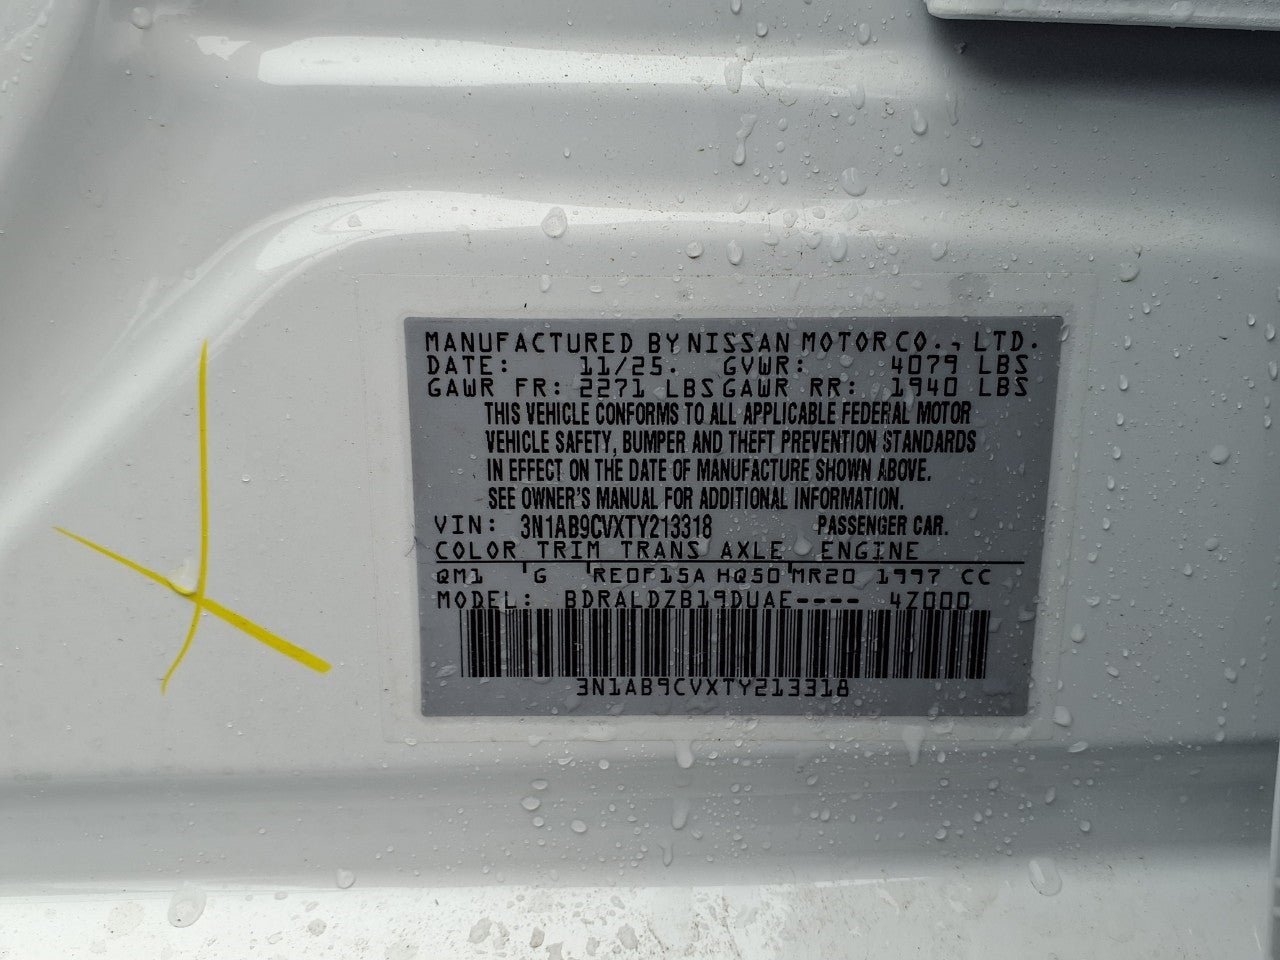 MANUFACTURED BY NISSAN MOTOR CO., LTD.
DATE: 11/25. GVWR: 4079 LBS
GAWR FR: 2271 LBS GAWR RR: 1940 LBS
THIS VEHICLE CONFORMS TO ALL APPLICABLE FEDERAL MOTOR
VEHICLE SAFETY, BUMPER AND THEFT PREVENTION STANDARDS
IN EFFECT ON THE DATE OF MANUFACTURE SHOWN ABOVE.
SEE OWNER'S MANUAL FOR ADDITIONAL INFORMATION.
VIN: 3N1AB9CVXTY213318 PASSENGER CAR.
COLOR TRIM TRANS AXLE ENGINE
QM1 G RE0F15A HQ50 MR20 1997 CC
MODEL: BDRALDZB19DUAE---- 4Z000
3N1AB9CVXTY213318